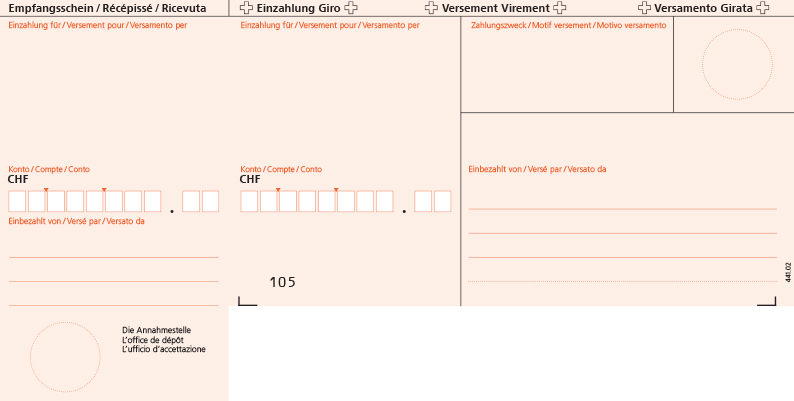 Empfangsschein / Récépissé / Ricevuta
Einzahlung Giro
Versement Virement
Versamento Girata
Einzahlung für / Versement pour / Versamento per
Einzahlung für / Versement pour / Versamento per
Zahlungszweck / Motif versement / Motivo versamento
Konto / Compte / Conto
CHF
.
Konto / Compte / Conto
CHF
.
Einbezahlt von / Versé par / Versato da
Einbezahlt von / Versé par / Versato da
105
441.02
Die Annahmestelle
L'office de dépôt
L'ufficio d'accettazione